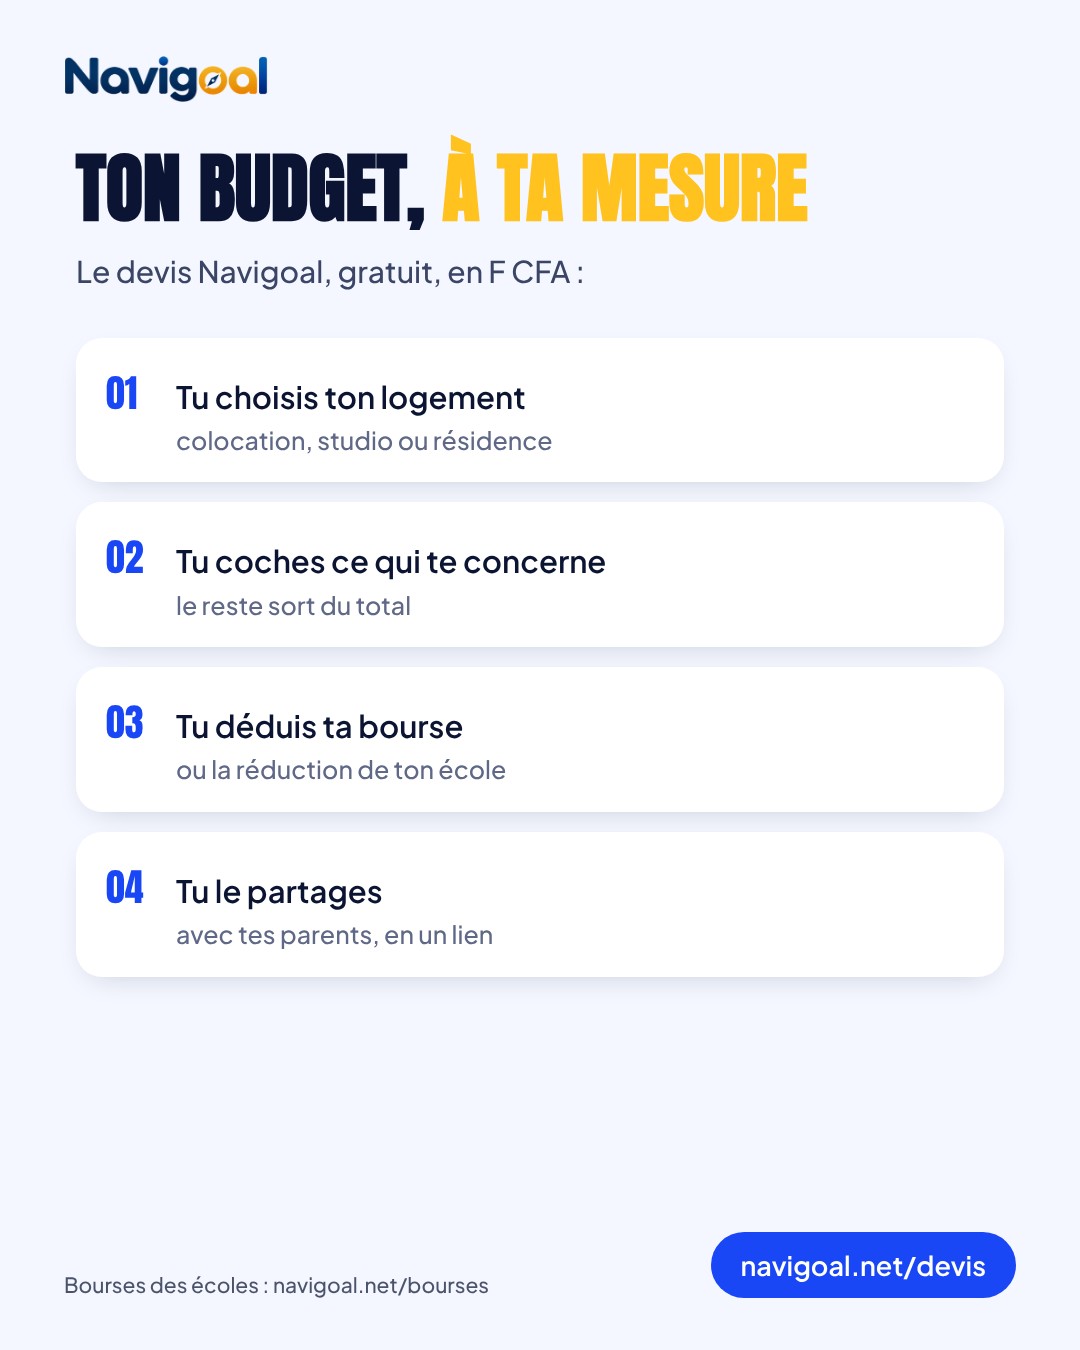 Navigoal
TON BUDGET, À TA MESURE
Le devis Navigoal, gratuit, en F CFA :
01 Tu choisis ton logement
colocation, studio ou résidence
02 Tu coches ce qui te concerne
le reste sort du total
03 Tu déduis ta bourse
ou la réduction de ton école
04 Tu le partages
avec tes parents, en un lien
Bourses des écoles : navigoal.net/bourses
navigoal.net/devis